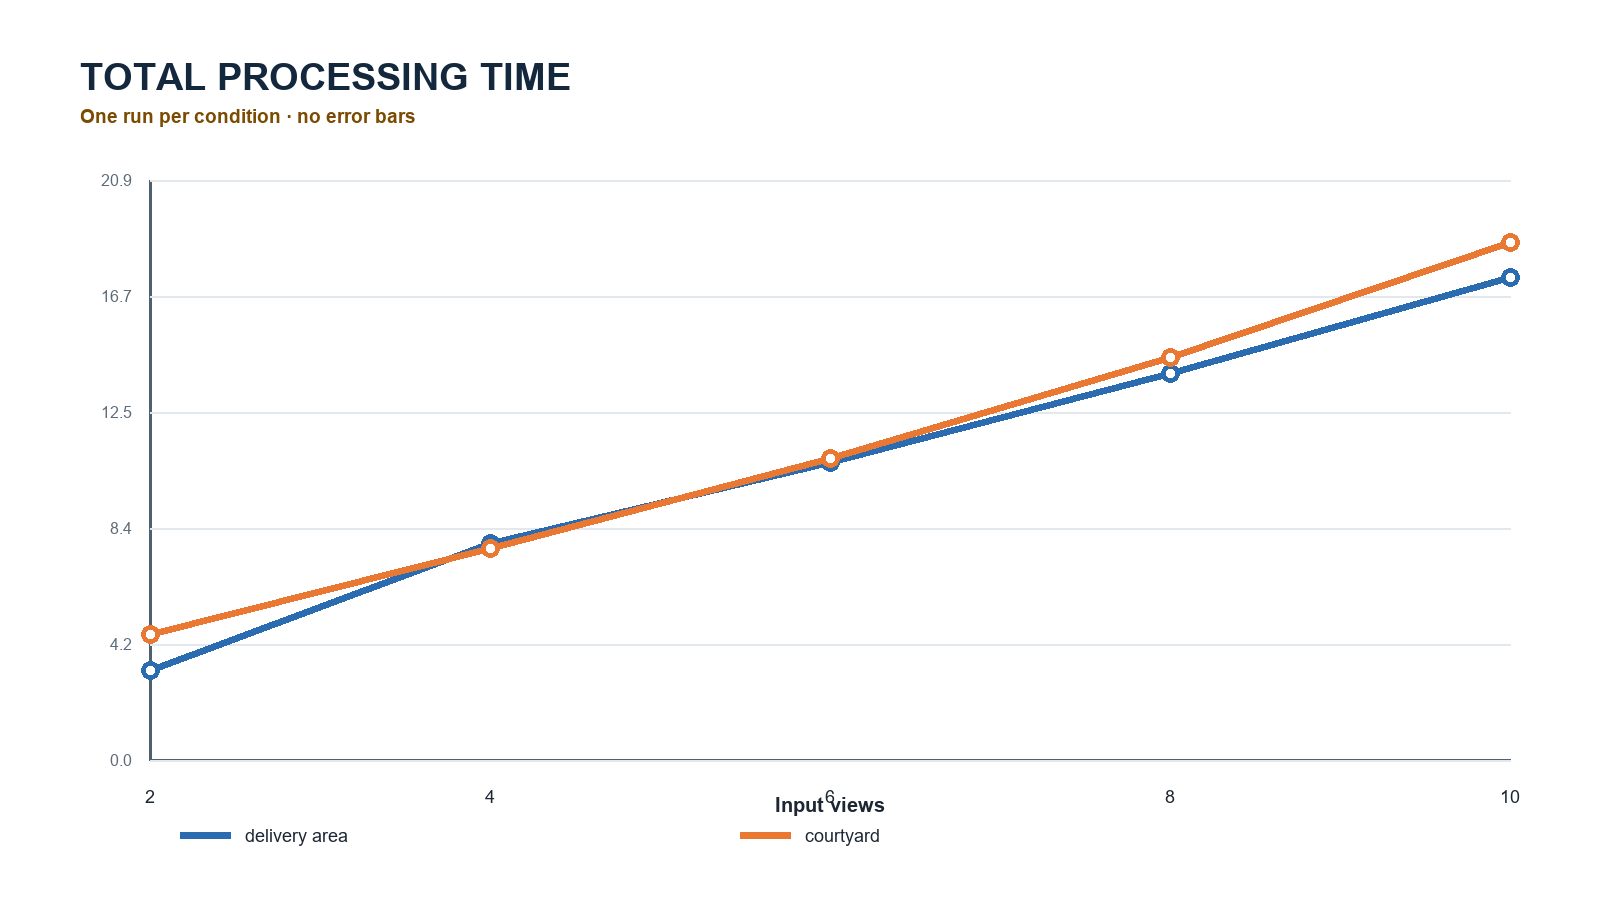 TOTAL PROCESSING TIME
One run per condition · no error bars
20.9
16.7
12.5
8.4
4.2
0.0
2 4 6 8 10
Input views
delivery area courtyard